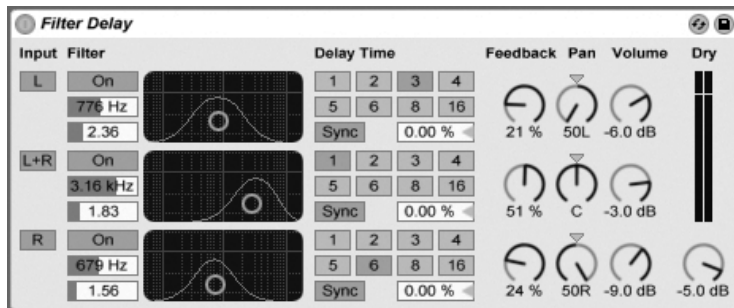 Filter Delay
Input Filter Delay Time Feedback Pan Volume Dry
L On 1 2 3 4
776 Hz 5 6 8 16
2.36 Sync 0.00 % 21 % 50L -6.0 dB
L+R On 1 2 3 4
3.16 kHz 5 6 8 16
1.83 Sync 0.00 % 51 % C -3.0 dB
R On 1 2 3 4
679 Hz 5 6 8 16
1.56 Sync 0.00 % 24 % 50R -9.0 dB -5.0 dB